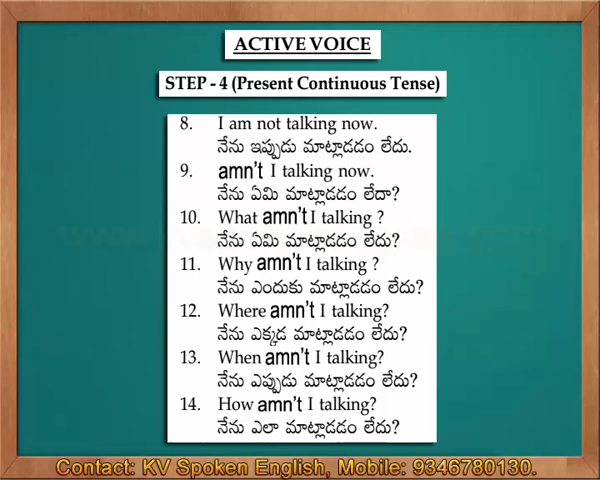 ACTIVE VOICE
STEP - 4 (Present Continuous Tense)
8. I am not talking now.
నేను ఇప్పుడు మాట్లాడడం లేదు.
9. amn't I talking now.
నేను ఏమి మాట్లాడడం లేదా?
10. What amn't I talking ?
నేను ఏమి మాట్లాడడం లేదు?
11. Why amn't I talking ?
నేను ఎందుకు మాట్లాడడం లేదు?
12. Where amn't I talking?
నేను ఎక్కడ మాట్లాడడం లేదు?
13. When amn't I talking?
నేను ఎప్పుడు మాట్లాడడం లేదు?
14. How amn't I talking?
నేను ఎలా మాట్లాడడం లేదు?
Contact: KV Spoken English, Mobile: 9346780130.